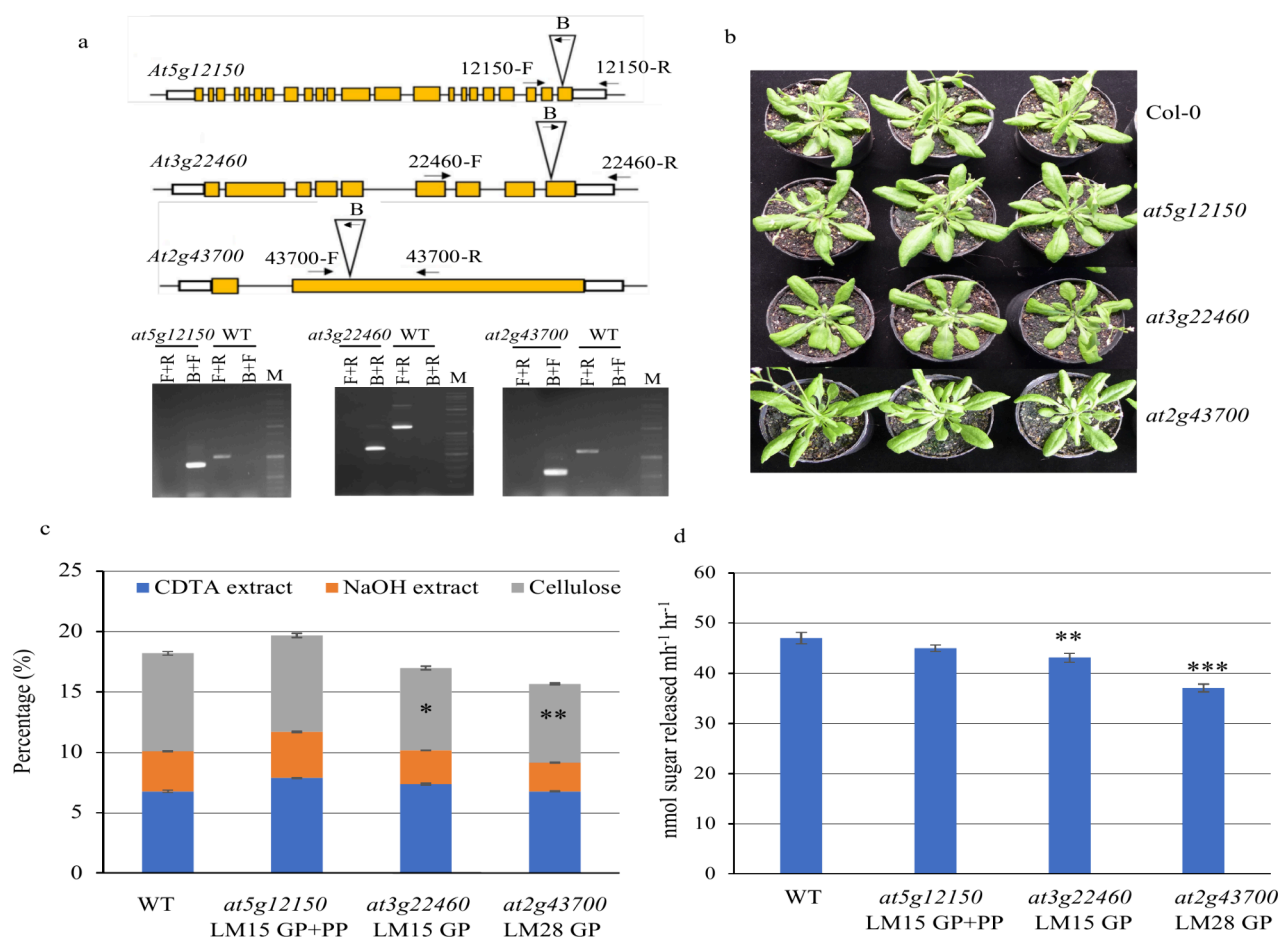 a
B
At5g12150
12150-F
12150-R
B
At3g22460
22460-F
22460-R
B
At2g43700
43700-F
43700-R
at5g12150 WT
F+R B+F F+R B+F M
at3g22460 WT
F+R B+R F+R B+R M
at2g43700 WT
F+R B+F F+R B+F M
b
Col-0
at5g12150
at3g22460
at2g43700
c
CDTA extract NaOH extract Cellulose
Percentage (%)
25
20
15
10
5
0
*
**
WT
at5g12150 LM15 GP+PP
at3g22460 LM15 GP
at2g43700 LM28 GP
d
nmol sugar released mh⁻¹ hr⁻¹
60
50
40
30
20
10
0
**
***
WT
at5g12150 LM15 GP+PP
at3g22460 LM15 GP
at2g43700 LM28 GP